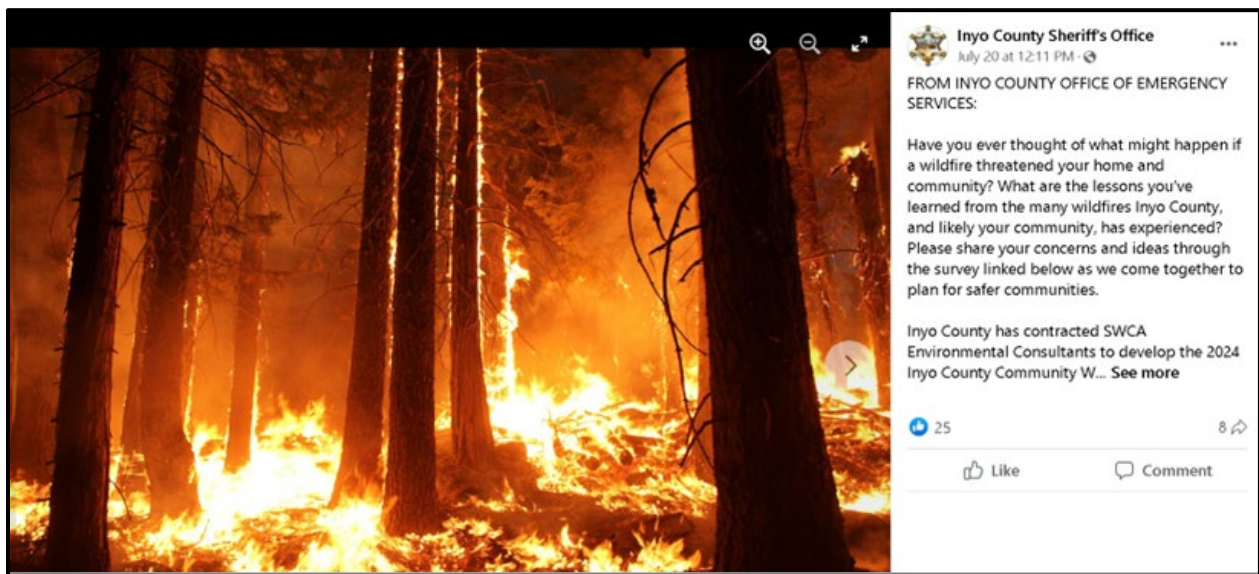 Inyo County Sheriff's Office
July 20 at 12:11 PM ·
FROM INYO COUNTY OFFICE OF EMERGENCY
SERVICES:
Have you ever thought of what might happen if
a wildfire threatened your home and
community? What are the lessons you've
learned from the many wildfires Inyo County,
and likely your community, has experienced?
Please share your concerns and ideas through
the survey linked below as we come together to
plan for safer communities.
Inyo County has contracted SWCA
Environmental Consultants to develop the 2024
Inyo County Community W... See more
25 8
Like Comment